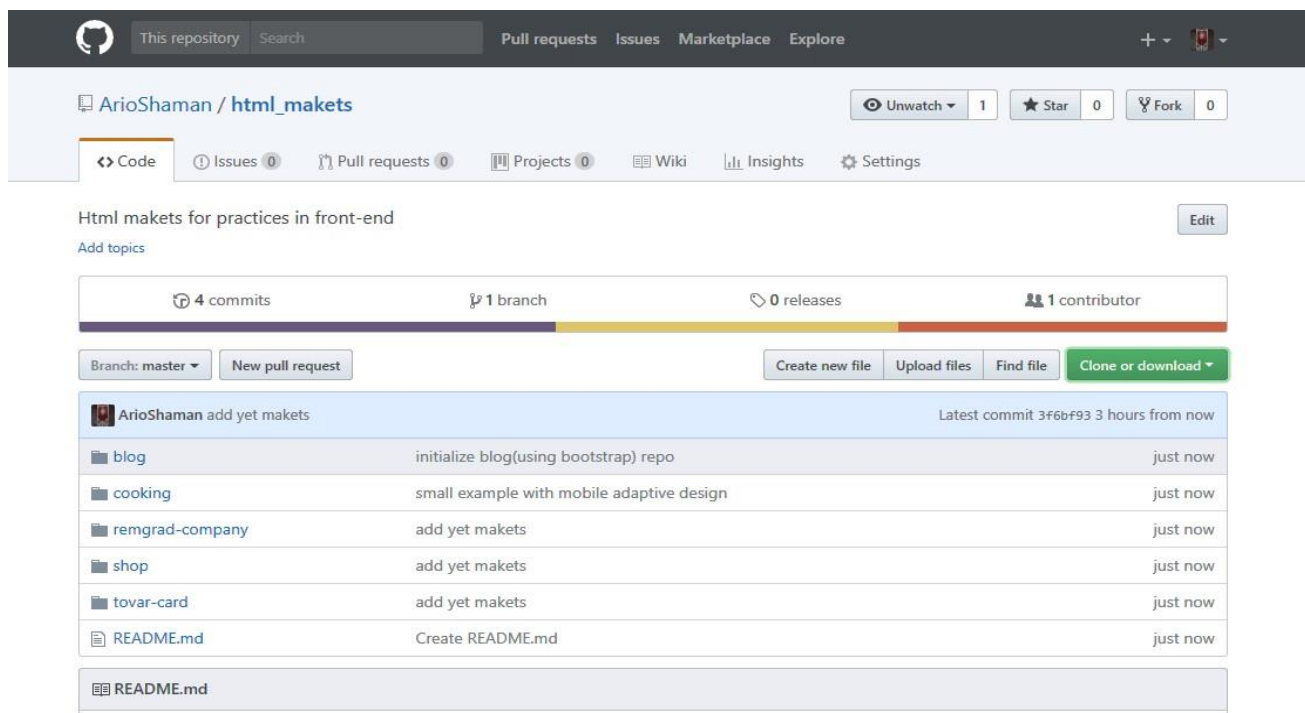 This repository Search Pull requests Issues Marketplace Explore
ArioShaman / html_makets Unwatch 1 Star 0 Fork 0
Code Issues 0 Pull requests 0 Projects 0 Wiki Insights Settings
Html makets for practices in front-end Edit
Add topics
4 commits 1 branch 0 releases 1 contributor
Branch: master New pull request Create new file Upload files Find file Clone or download
ArioShaman add yet makets Latest commit 3f6bf93 3 hours from now
blog initialize blog(using bootstrap) repo just now
cooking small example with mobile adaptive design just now
remgrad-company add yet makets just now
shop add yet makets just now
tovar-card add yet makets just now
README.md Create README.md just now
README.md